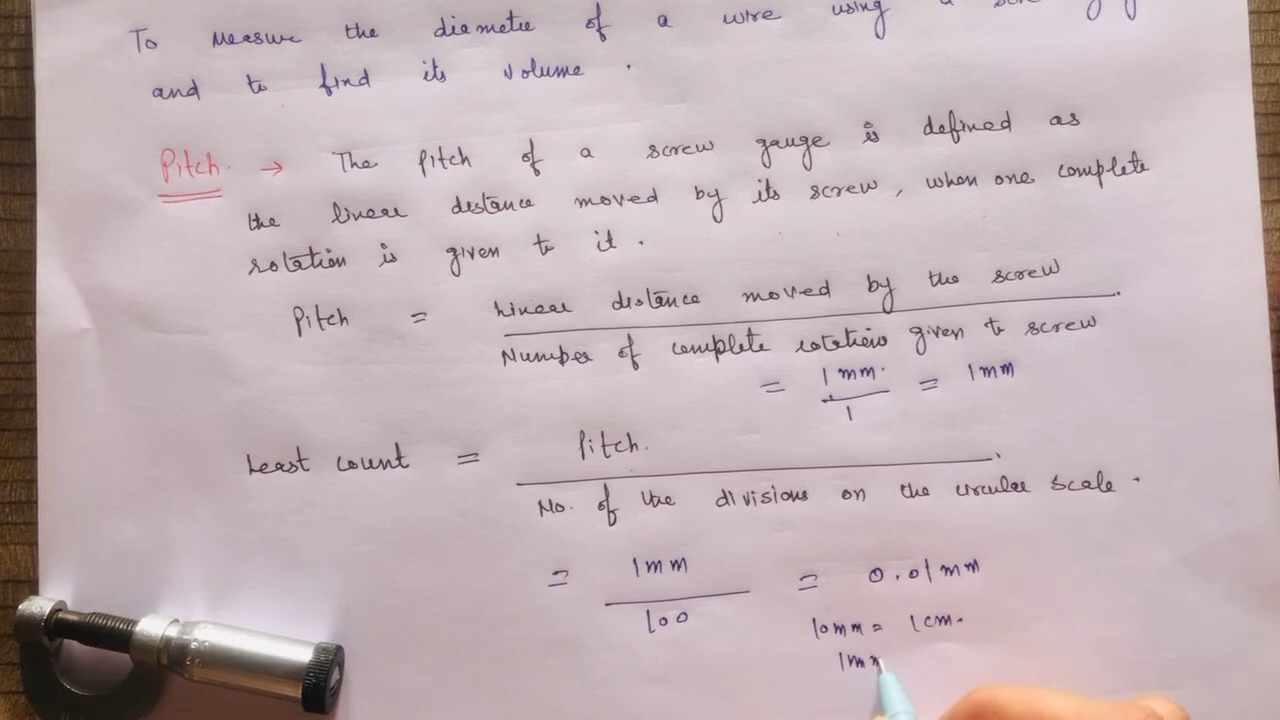 To measure the diameter of a wire using a
and to find its volume.
Pitch. → The pitch of a screw gauge is defined as
the linear distance moved by its screw, when one complete
rotation is given to it.
Pitch = Linear distance moved by the screw
Number of complete rotations given to screw
= 1mm. = 1mm
1
Least count = Pitch.
No. of the divisions on the circular scale.
= 1mm = 0.01mm
100
10mm = 1cm.
1mm